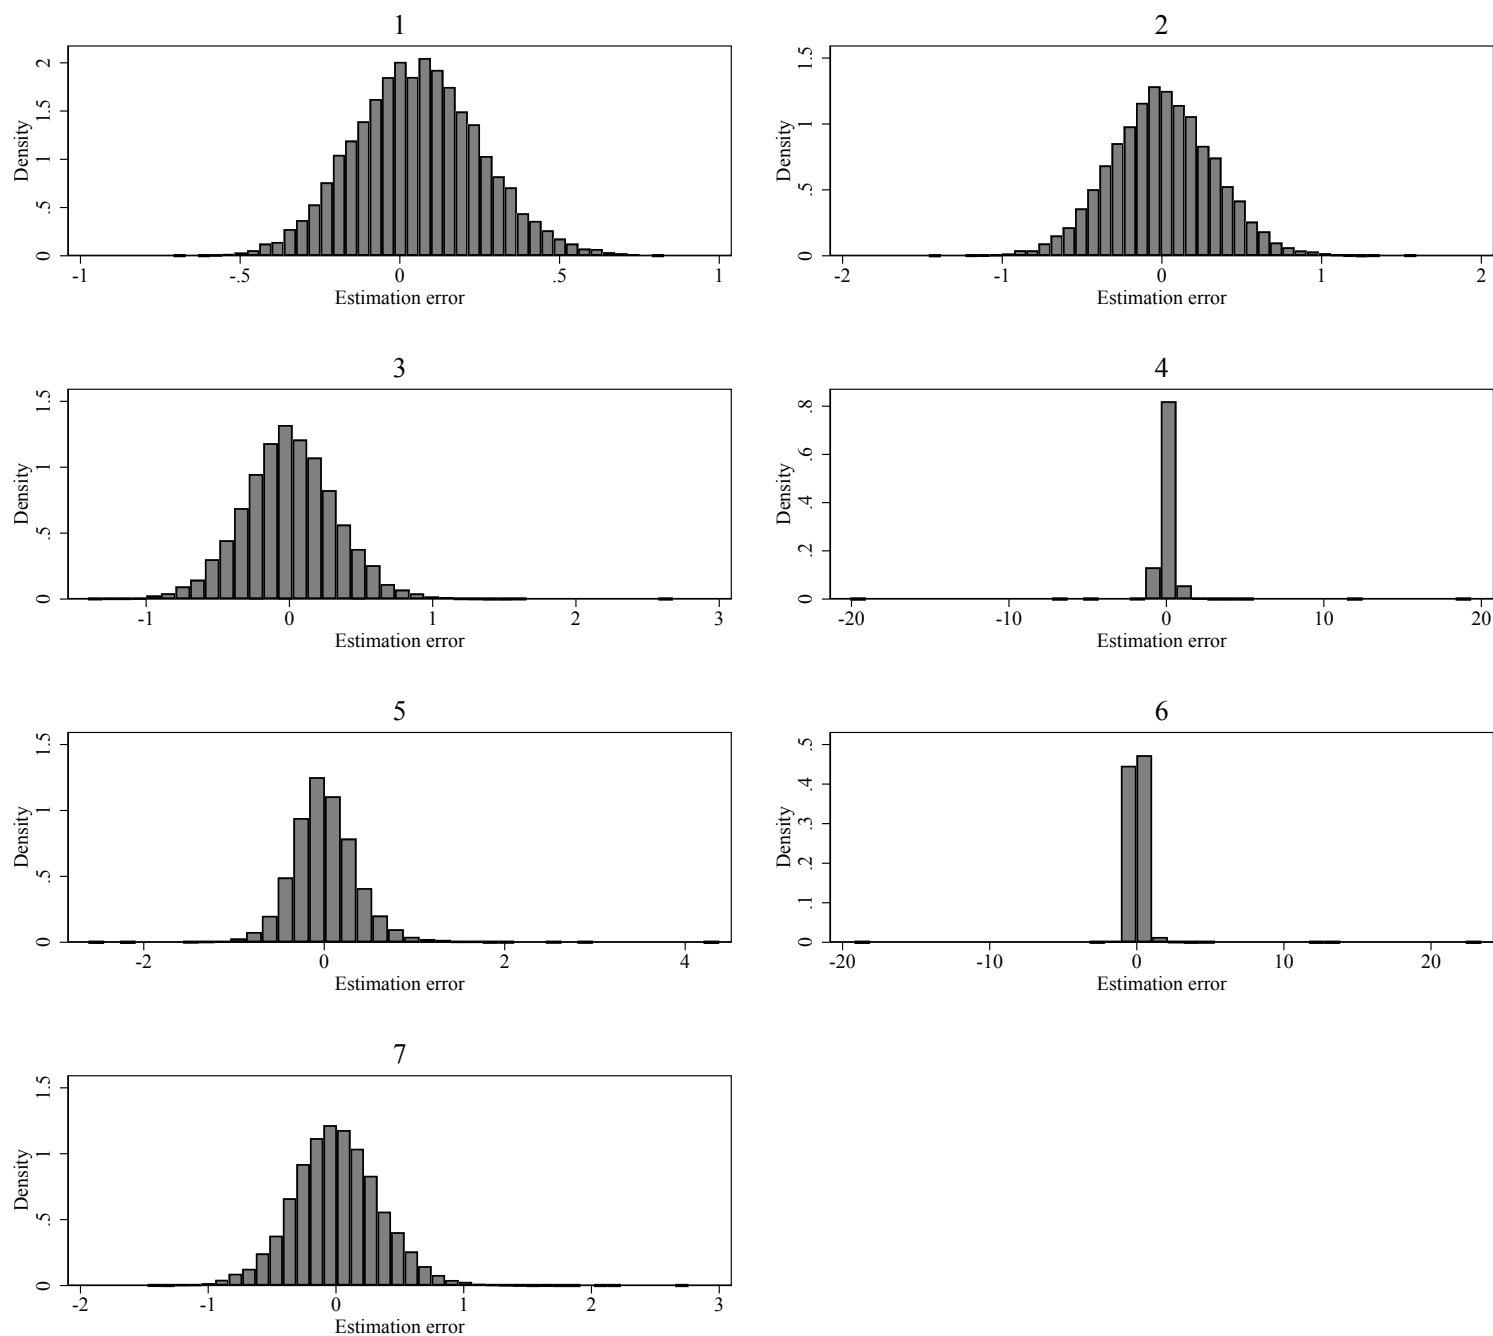 1
Density
0 .5 1 1.5 2
-1 -.5 0 .5 1
Estimation error
2
Density
0 .5 1 1.5
-2 -1 0 1 2
Estimation error
3
Density
0 .5 1 1.5
-1 0 1 2 3
Estimation error
4
Density
0 .2 .4 .6 .8
-20 -10 0 10 20
Estimation error
5
Density
0 .5 1 1.5
-2 0 2 4
Estimation error
6
Density
0 .1 .2 .3 .4 .5
-20 -10 0 10 20
Estimation error
7
Density
0 .5 1 1.5
-2 -1 0 1 2 3
Estimation error